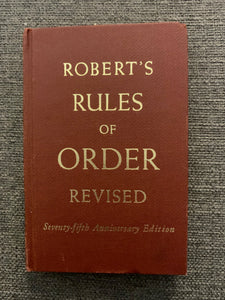 ROBERT'S
RULES
OF
ORDER
REVISED
Seventy-fifth Anniversary Edition